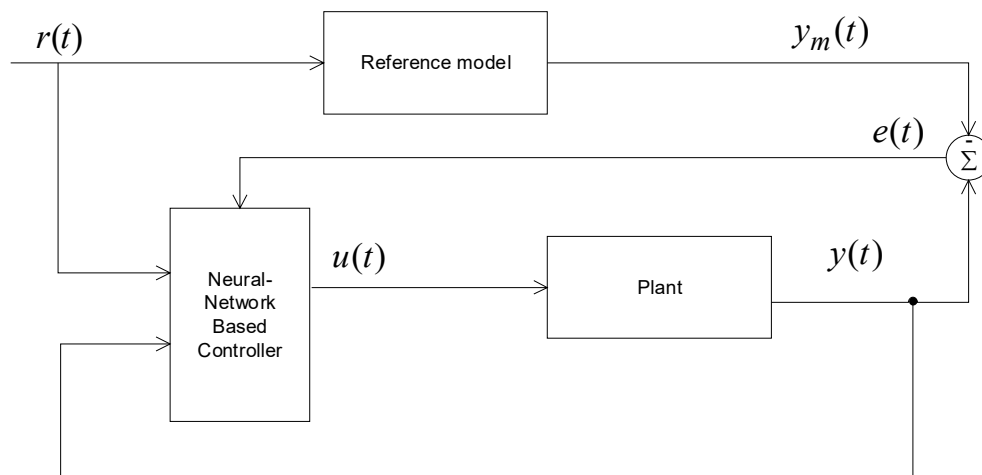 r(t)
Reference model
y_m(t)
e(t)
-
Σ
Neural-
Network
Based
Controller
u(t)
Plant
y(t)